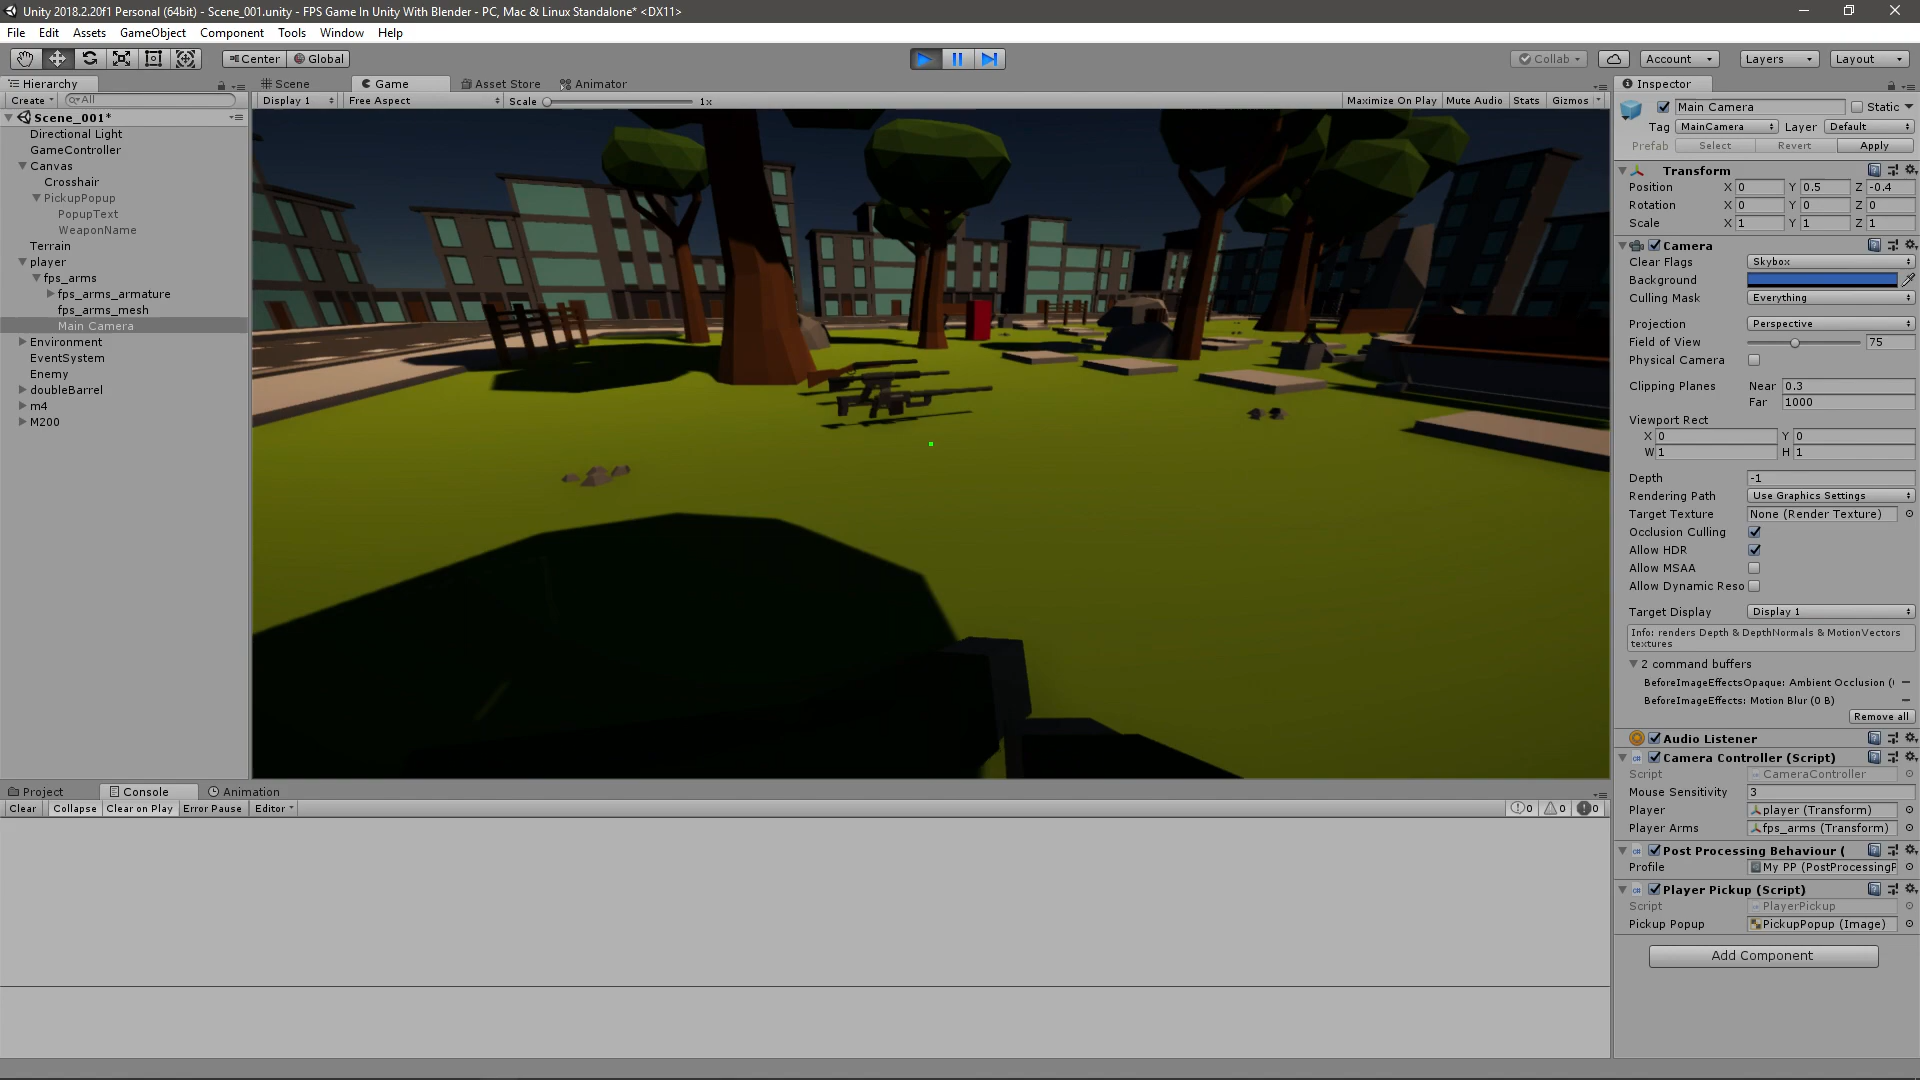 Unity 2018.2.20f1 Personal (64bit) - Scene_001.unity - FPS Game In Unity With Blender - PC, Mac & Linux Standalone* <DX11>
File Edit Assets GameObject Component Tools Window Help
Center Global Collab Account Layers Layout
Hierarchy
Create All
Scene_001*
Directional Light
GameController
Canvas
Crosshair
PickupPopup
PopupText
WeaponName
Terrain
player
fps_arms
fps_arms_armature
fps_arms_mesh
Main Camera
Environment
EventSystem
Enemy
doubleBarrel
m4
M200
Scene Game Asset Store Animator
Display 1 Free Aspect Scale 1x Maximize On Play Mute Audio Stats Gizmos
Project Console Animation
Clear Collapse Clear on Play Error Pause Editor 0 0 0
Inspector
Main Camera Static
Tag MainCamera Layer Default
Prefab Select Revert Apply
Transform
Position X 0 Y 0.5 Z -0.4
Rotation X 0 Y 0 Z 0
Scale X 1 Y 1 Z 1
Camera
Clear Flags Skybox
Background
Culling Mask Everything
Projection Perspective
Field of View 75
Physical Camera
Clipping Planes Near 0.3
Far 1000
Viewport Rect
X 0 Y 0
W 1 H 1
Depth -1
Rendering Path Use Graphics Settings
Target Texture None (Render Texture)
Occlusion Culling
Allow HDR
Allow MSAA
Allow Dynamic Reso
Target Display Display 1
Info: renders Depth & DepthNormals & MotionVectors
textures
2 command buffers
BeforeImageEffectsOpaque: Ambient Occlusion (
BeforeImageEffects: Motion Blur (0 B)
Remove all
Audio Listener
Camera Controller (Script)
Script CameraController
Mouse Sensitivity 3
Player player (Transform)
Player Arms fps_arms (Transform)
Post Processing Behaviour (
Profile My PP (PostProcessingP
Player Pickup (Script)
Script PlayerPickup
Pickup Popup PickupPopup (Image)
Add Component